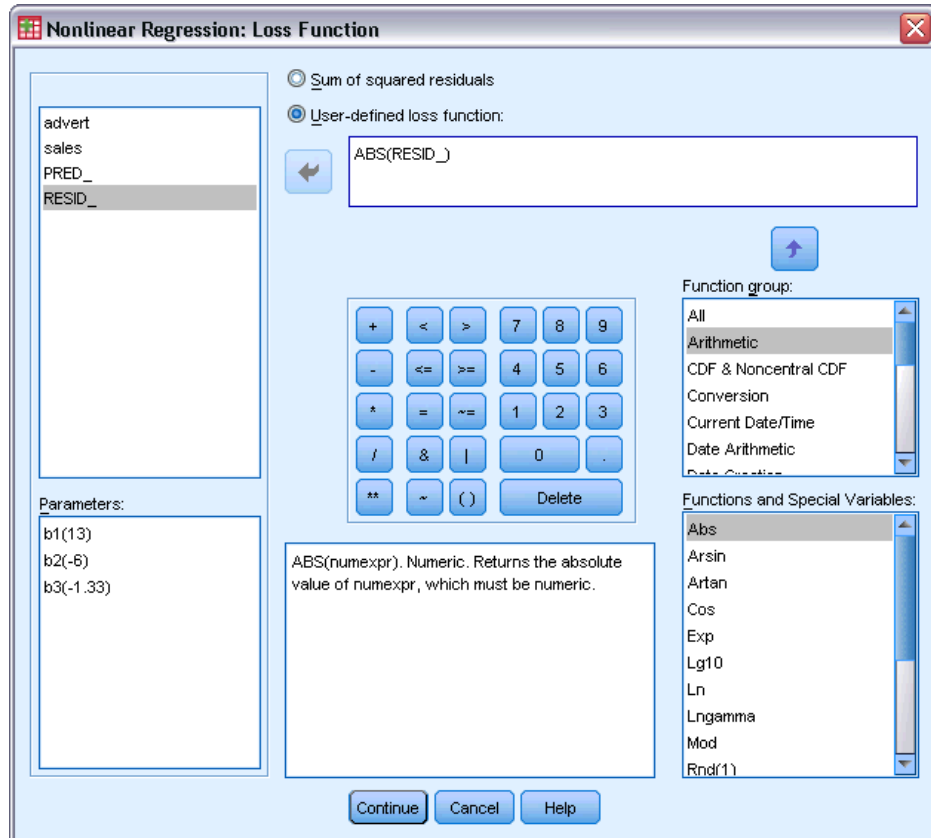 Nonlinear Regression: Loss Function
advert
sales
PRED_
RESID_
Sum of squared residuals
User-defined loss function:
ABS(RESID_)
+ < > 7 8 9
- <= >= 4 5 6
* = ~= 1 2 3
/ & | 0 .
** ~ ( ) Delete
Function group:
All
Arithmetic
CDF & Noncentral CDF
Conversion
Current Date/Time
Date Arithmetic
Date Creation
Parameters:
b1(13)
b2(-6)
b3(-1.33)
ABS(numexpr). Numeric. Returns the absolute
value of numexpr, which must be numeric.
Functions and Special Variables:
Abs
Arsin
Artan
Cos
Exp
Lg10
Ln
Lngamma
Mod
Rnd(1)
Continue Cancel Help